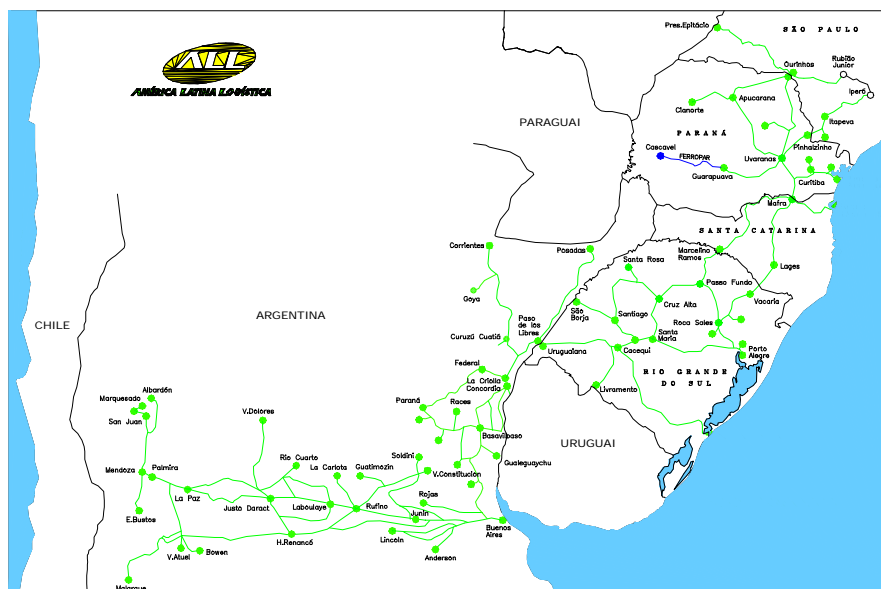 Pres.Epitácio
SÃO PAULO
ALL
AMÉRICA LATINA LOGÍSTICA
Ourinhos
Rubião
Junior
Iperó
Apucarana
Cianorte
PARAGUAI
Itapeva
PARANÁ
Pinhalzinho
Cascavel
FERROPAR
Uvaranas
Guarapuava
Curitiba
Mafra
SANTA CATARINA
Corrientes
Posadas
Marcelino
Ramos
Santa Rosa
Lages
Passo Fundo
Goya
Cruz Alta
Vacaria
São
Borja
ARGENTINA
CHILE
Paso
de los
Libres
Santiago
Roca Sales
Curuzú Cuatiá
Santa
Maria
Uruguaiana
Cacequi
Porto
Alegre
Federal
RIO GRANDE
DO SUL
La Criolla
Concordia
Livramento
Albardón
Marquesado
Paraná
Races
San Juan
V.Dolores
Basavilbaso
URUGUAI
Soldini
Rio Cuarto
La Carlota
Guatimozin
Gualeguaychu
Mendoza
Palmira
V.Constitución
La Paz
Rojas
Justo Daract
Laboulaye
Rufino
E.Bustos
Junin
Buenos
Aires
H.Renancó
Lincoln
V.Atuel
Bowen
Anderson
Malargue